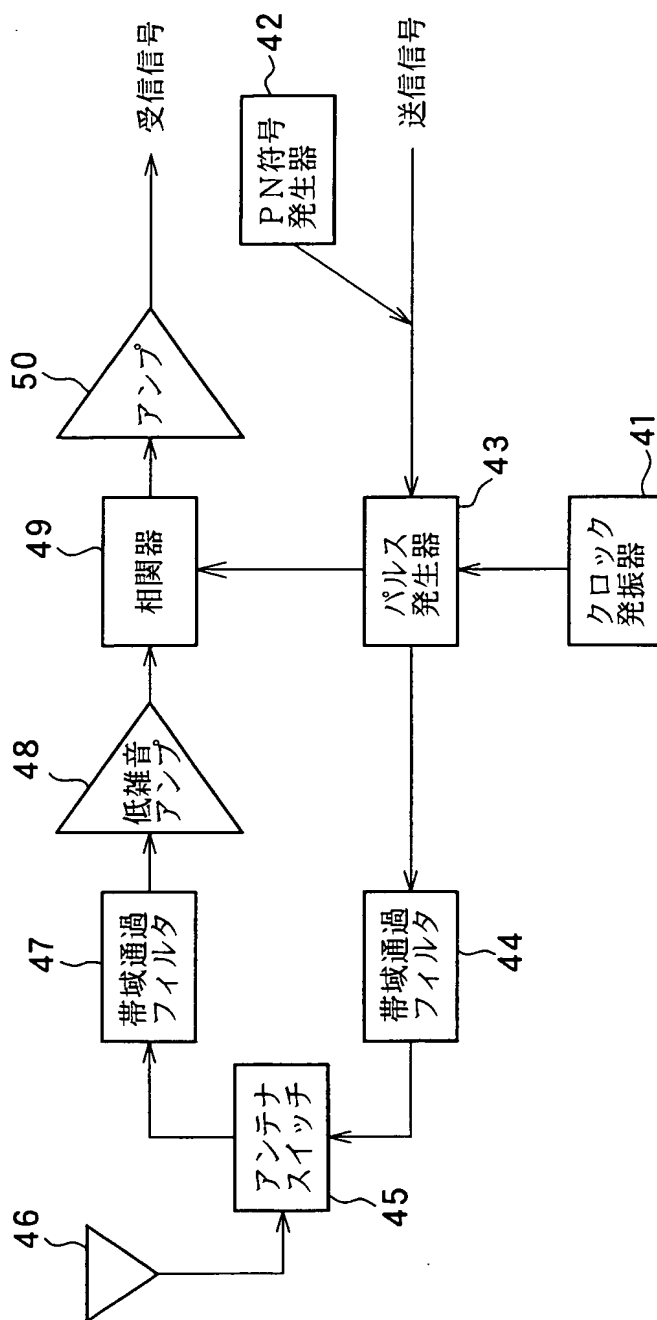 46
アンテナ
スイッチ
45
47
帯域通過
フィルタ
48
低雑音
アンプ
49
相関器
50
アンプ
受信信号
帯域通過
フィルタ
44
パルス
発生器
43
42
PN符号
発生器
送信信号
41
クロック
発振器